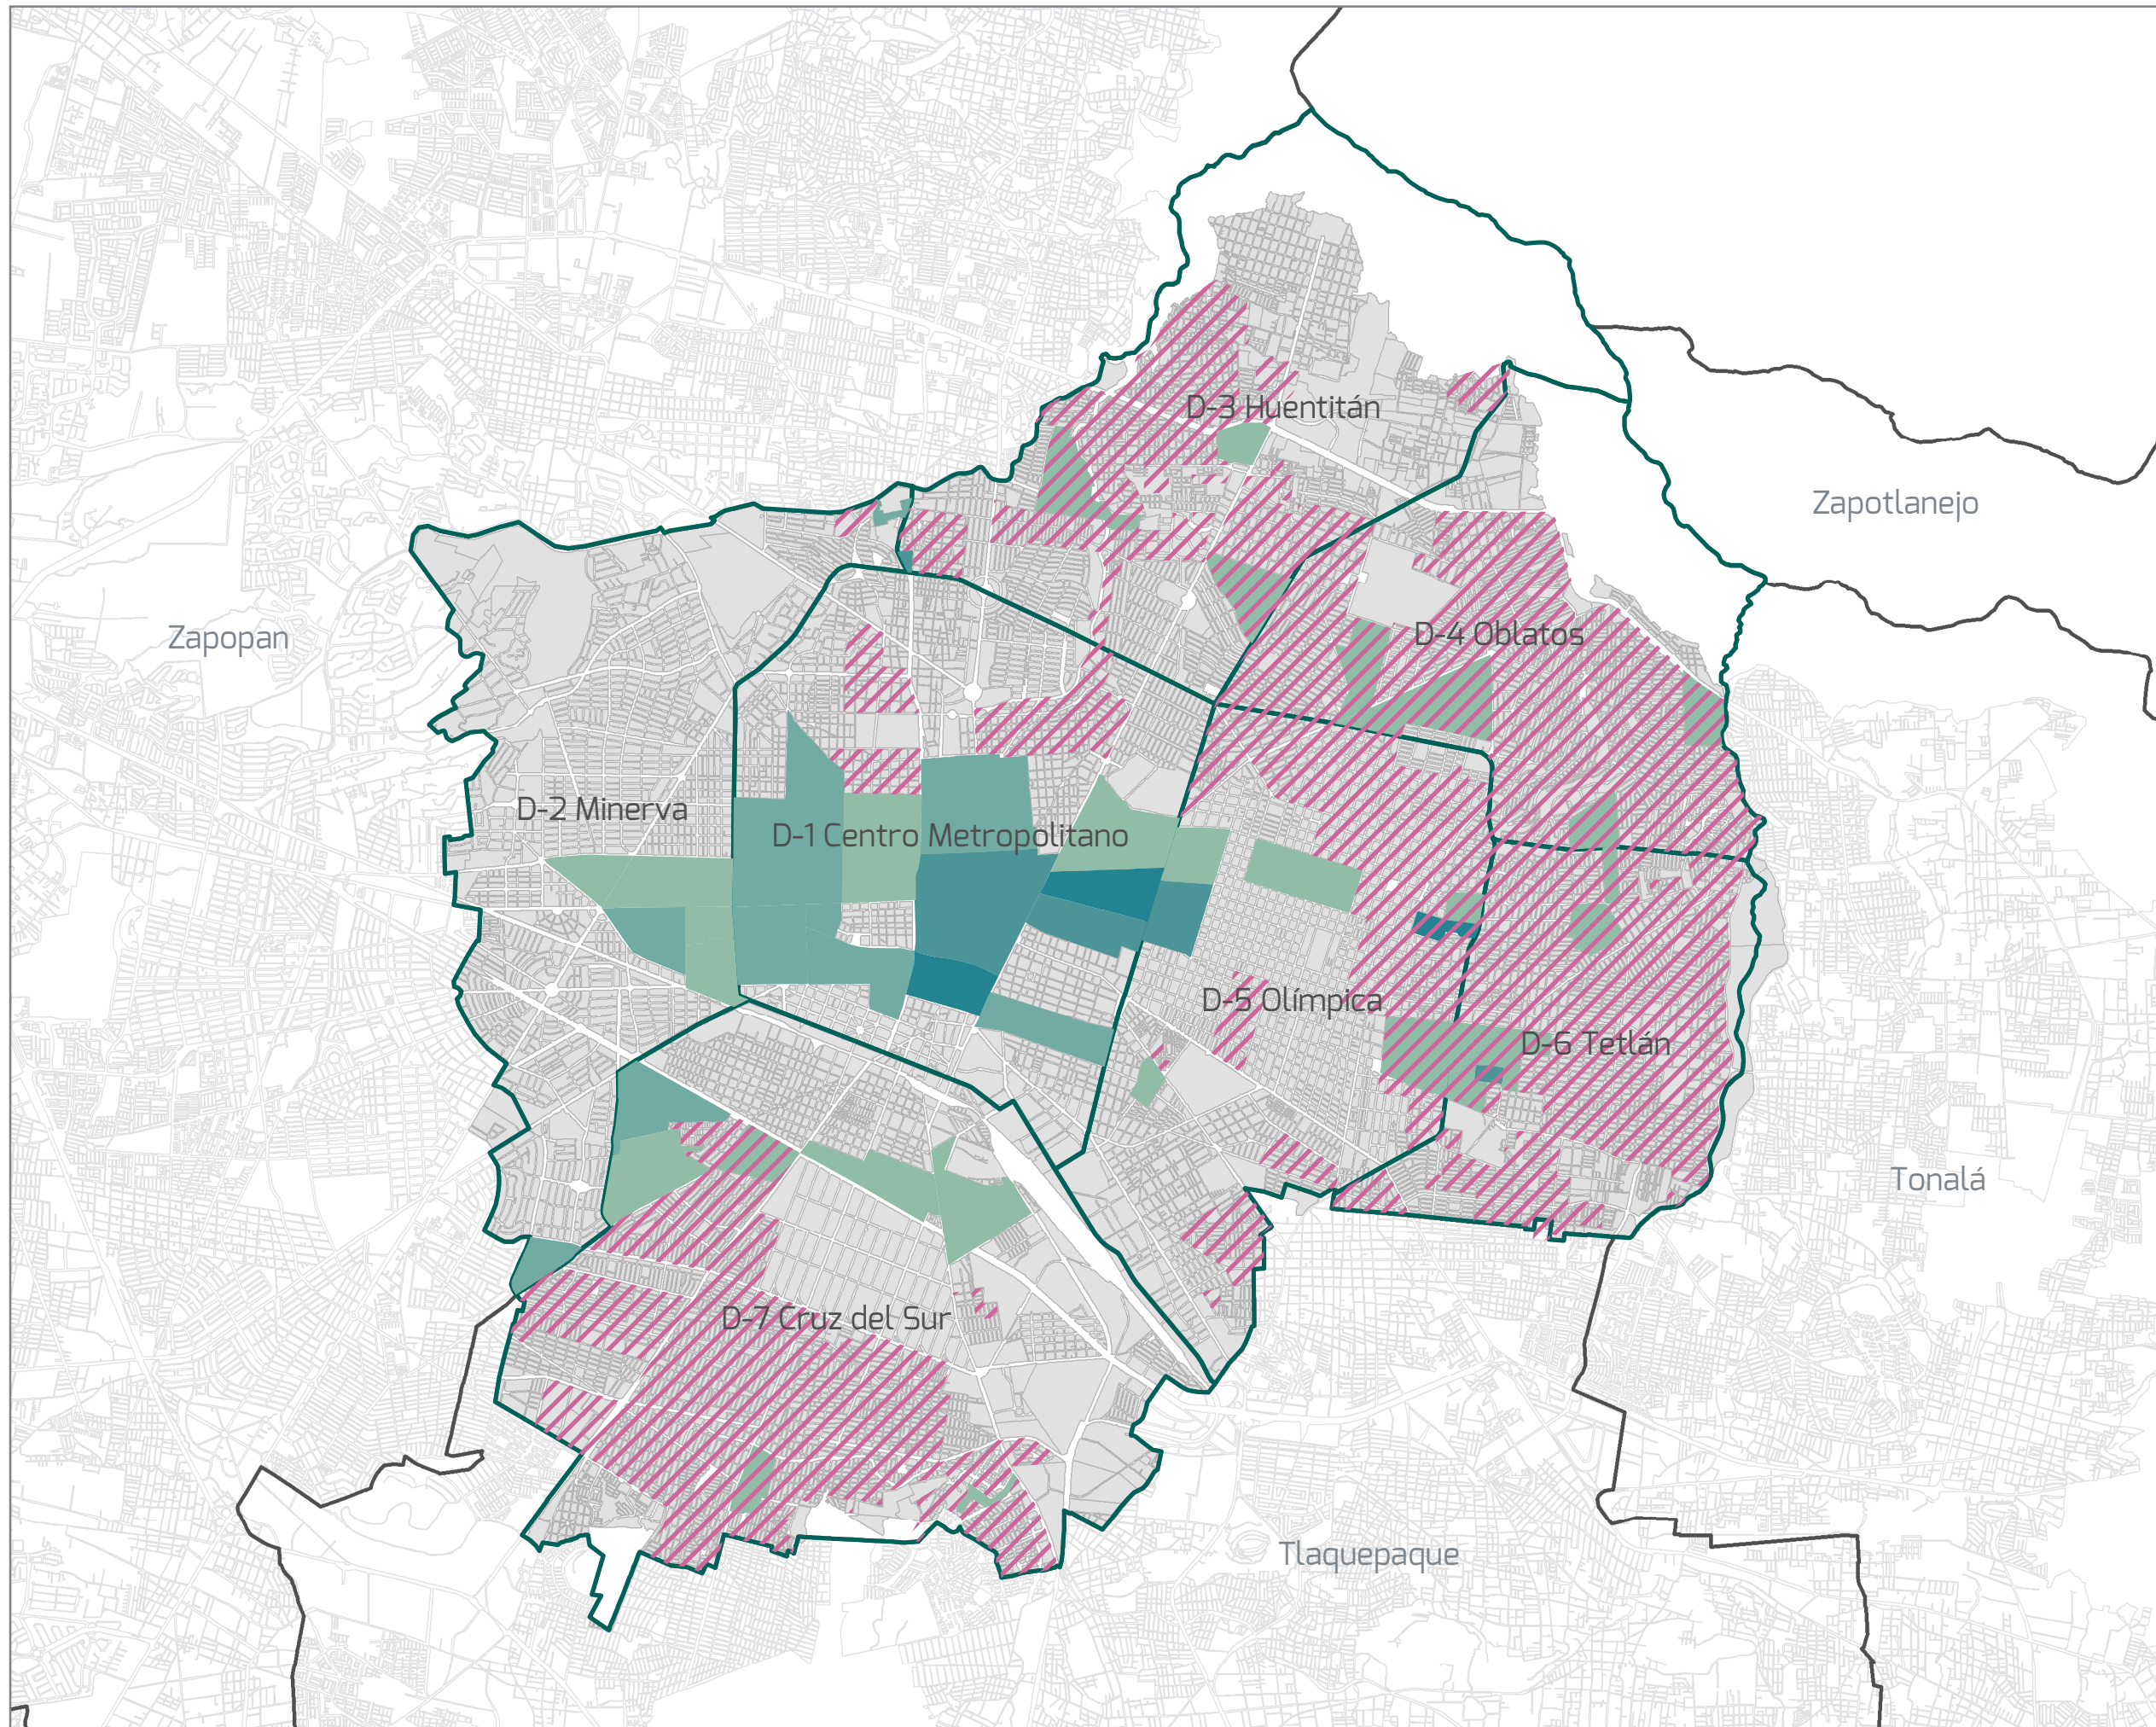 D-3 Huentitán
Zapotlanejo
Zapopan
D-4 Oblatos
D-2 Minerva
D-1 Centro Metropolitano
D-5 Olímpica
D-6 Tetlán
Tonalá
D-7 Cruz del Sur
Tlaquepaque